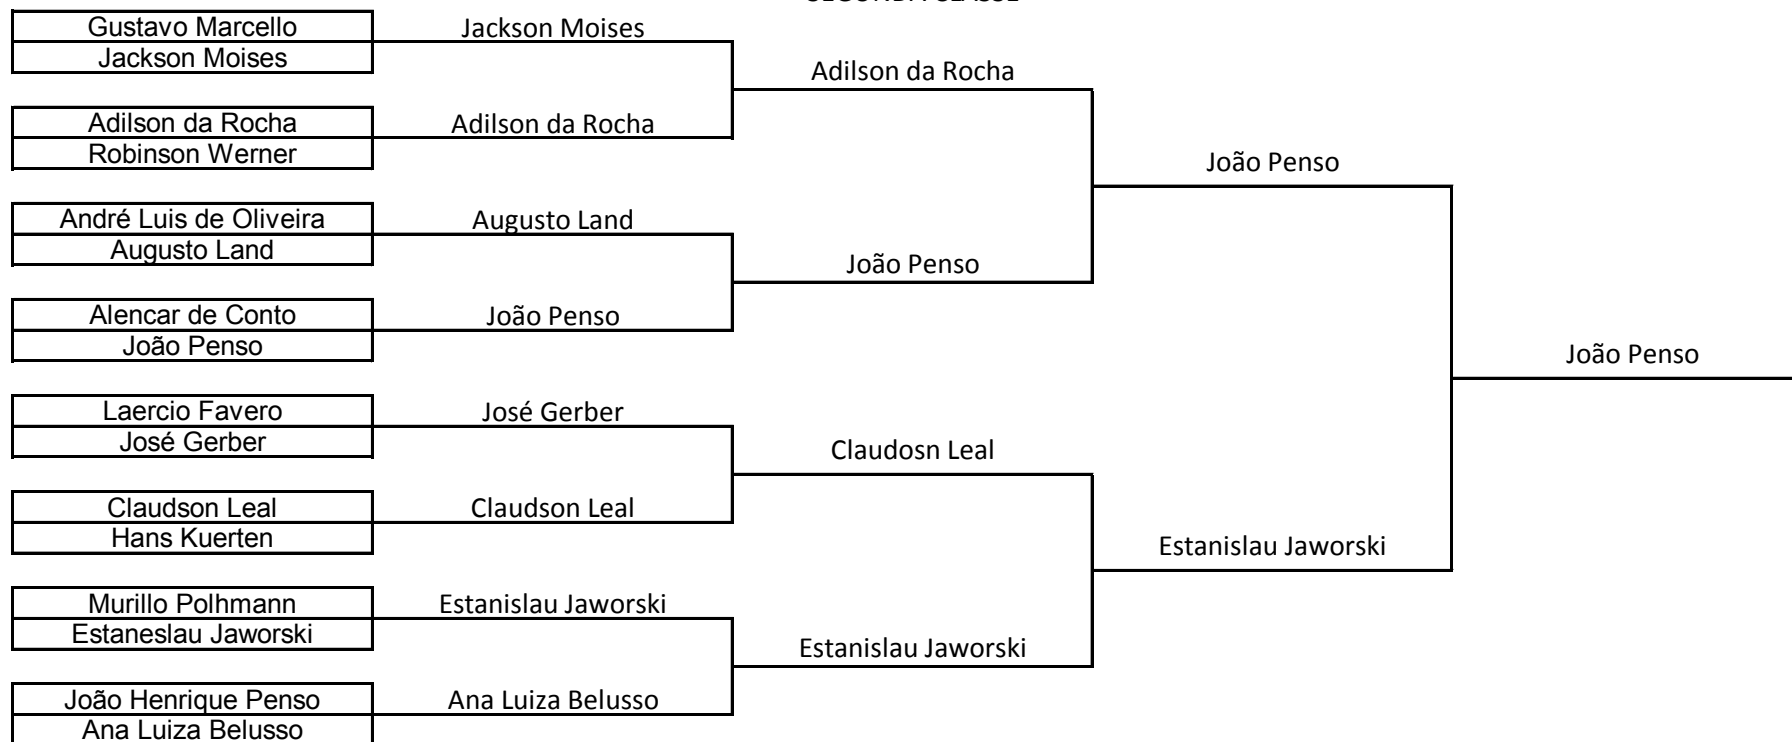 Gustavo Marcello
Jackson Moises
Jackson Moises
Adilson da Rocha
Adilson da Rocha
Adilson da Rocha
Robinson Werner
João Penso
André Luis de Oliveira
Augusto Land
Augusto Land
João Penso
Alencar de Conto
João Penso
João Penso
João Penso
Laercio Favero
José Gerber
José Gerber
Claudosn Leal
Claudson Leal
Claudson Leal
Hans Kuerten
Estanislau Jaworski
Murillo Polhmann
Estanislau Jaworski
Estaneslau Jaworski
Estanislau Jaworski
João Henrique Penso
Ana Luiza Belusso
Ana Luiza Belusso